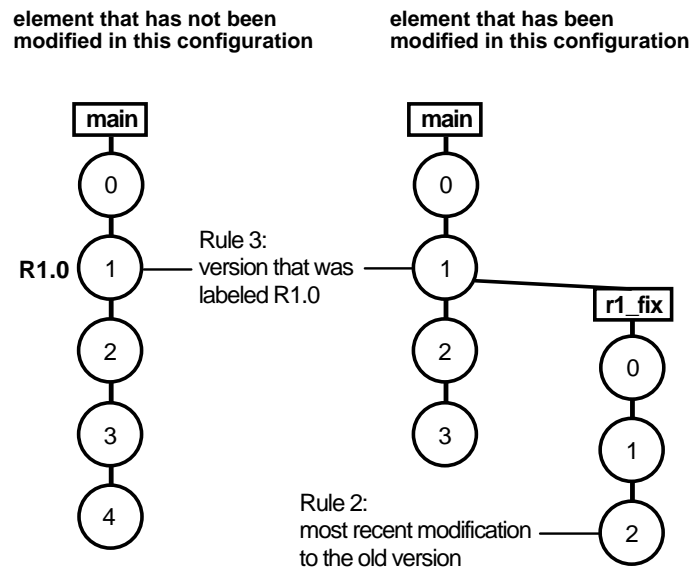 element that has not been
modified in this configuration
element that has been
modified in this configuration
main
0
R1.0
1
2
3
4
Rule 3:
version that was
labeled R1.0
main
0
1
2
3
r1_fix
0
1
2
Rule 2:
most recent modification
to the old version